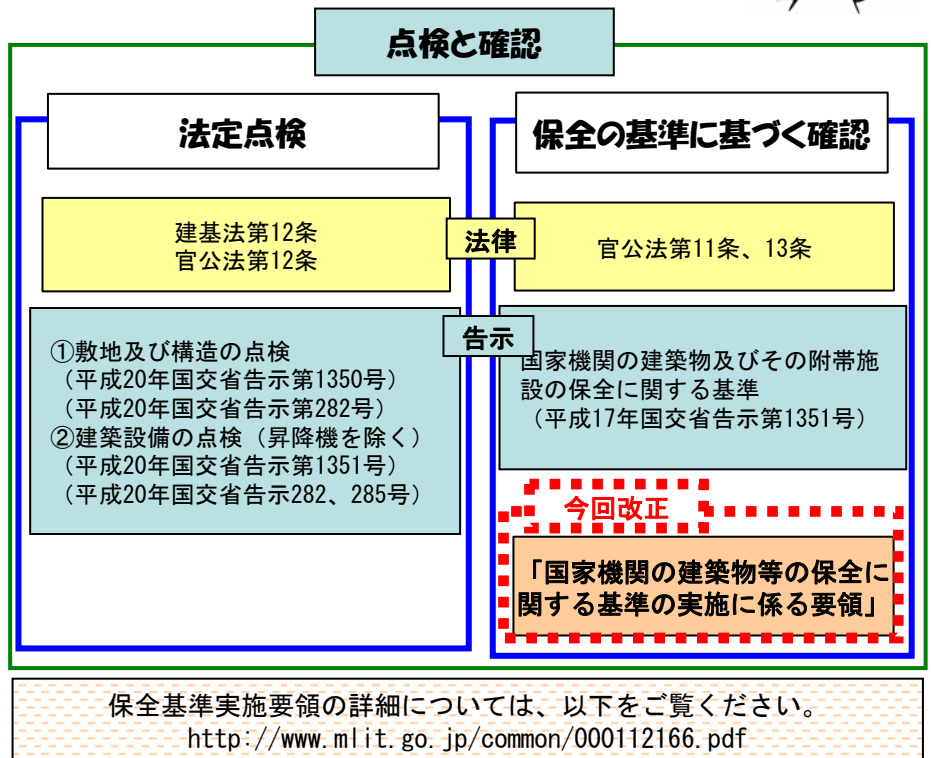 点検と確認
法定点検
建基法第12条
官公法第12条
①敷地及び構造の点検
（平成20年国交省告示第1350号）
（平成20年国交省告示第282号）
②建築設備の点検（昇降機を除く）
（平成20年国交省告示第1351号）
（平成20年国交省告示282、285号）
法律
告示
保全の基準に基づく確認
官公法第11条、13条
国家機関の建築物及びその附帯施
設の保全に関する基準
（平成17年国交省告示第1351号）
今回改正
「国家機関の建築物等の保全に
関する基準の実施に係る要領」
保全基準実施要領の詳細については、以下をご覧ください。
http://www.mlit.go.jp/common/000112166.pdf